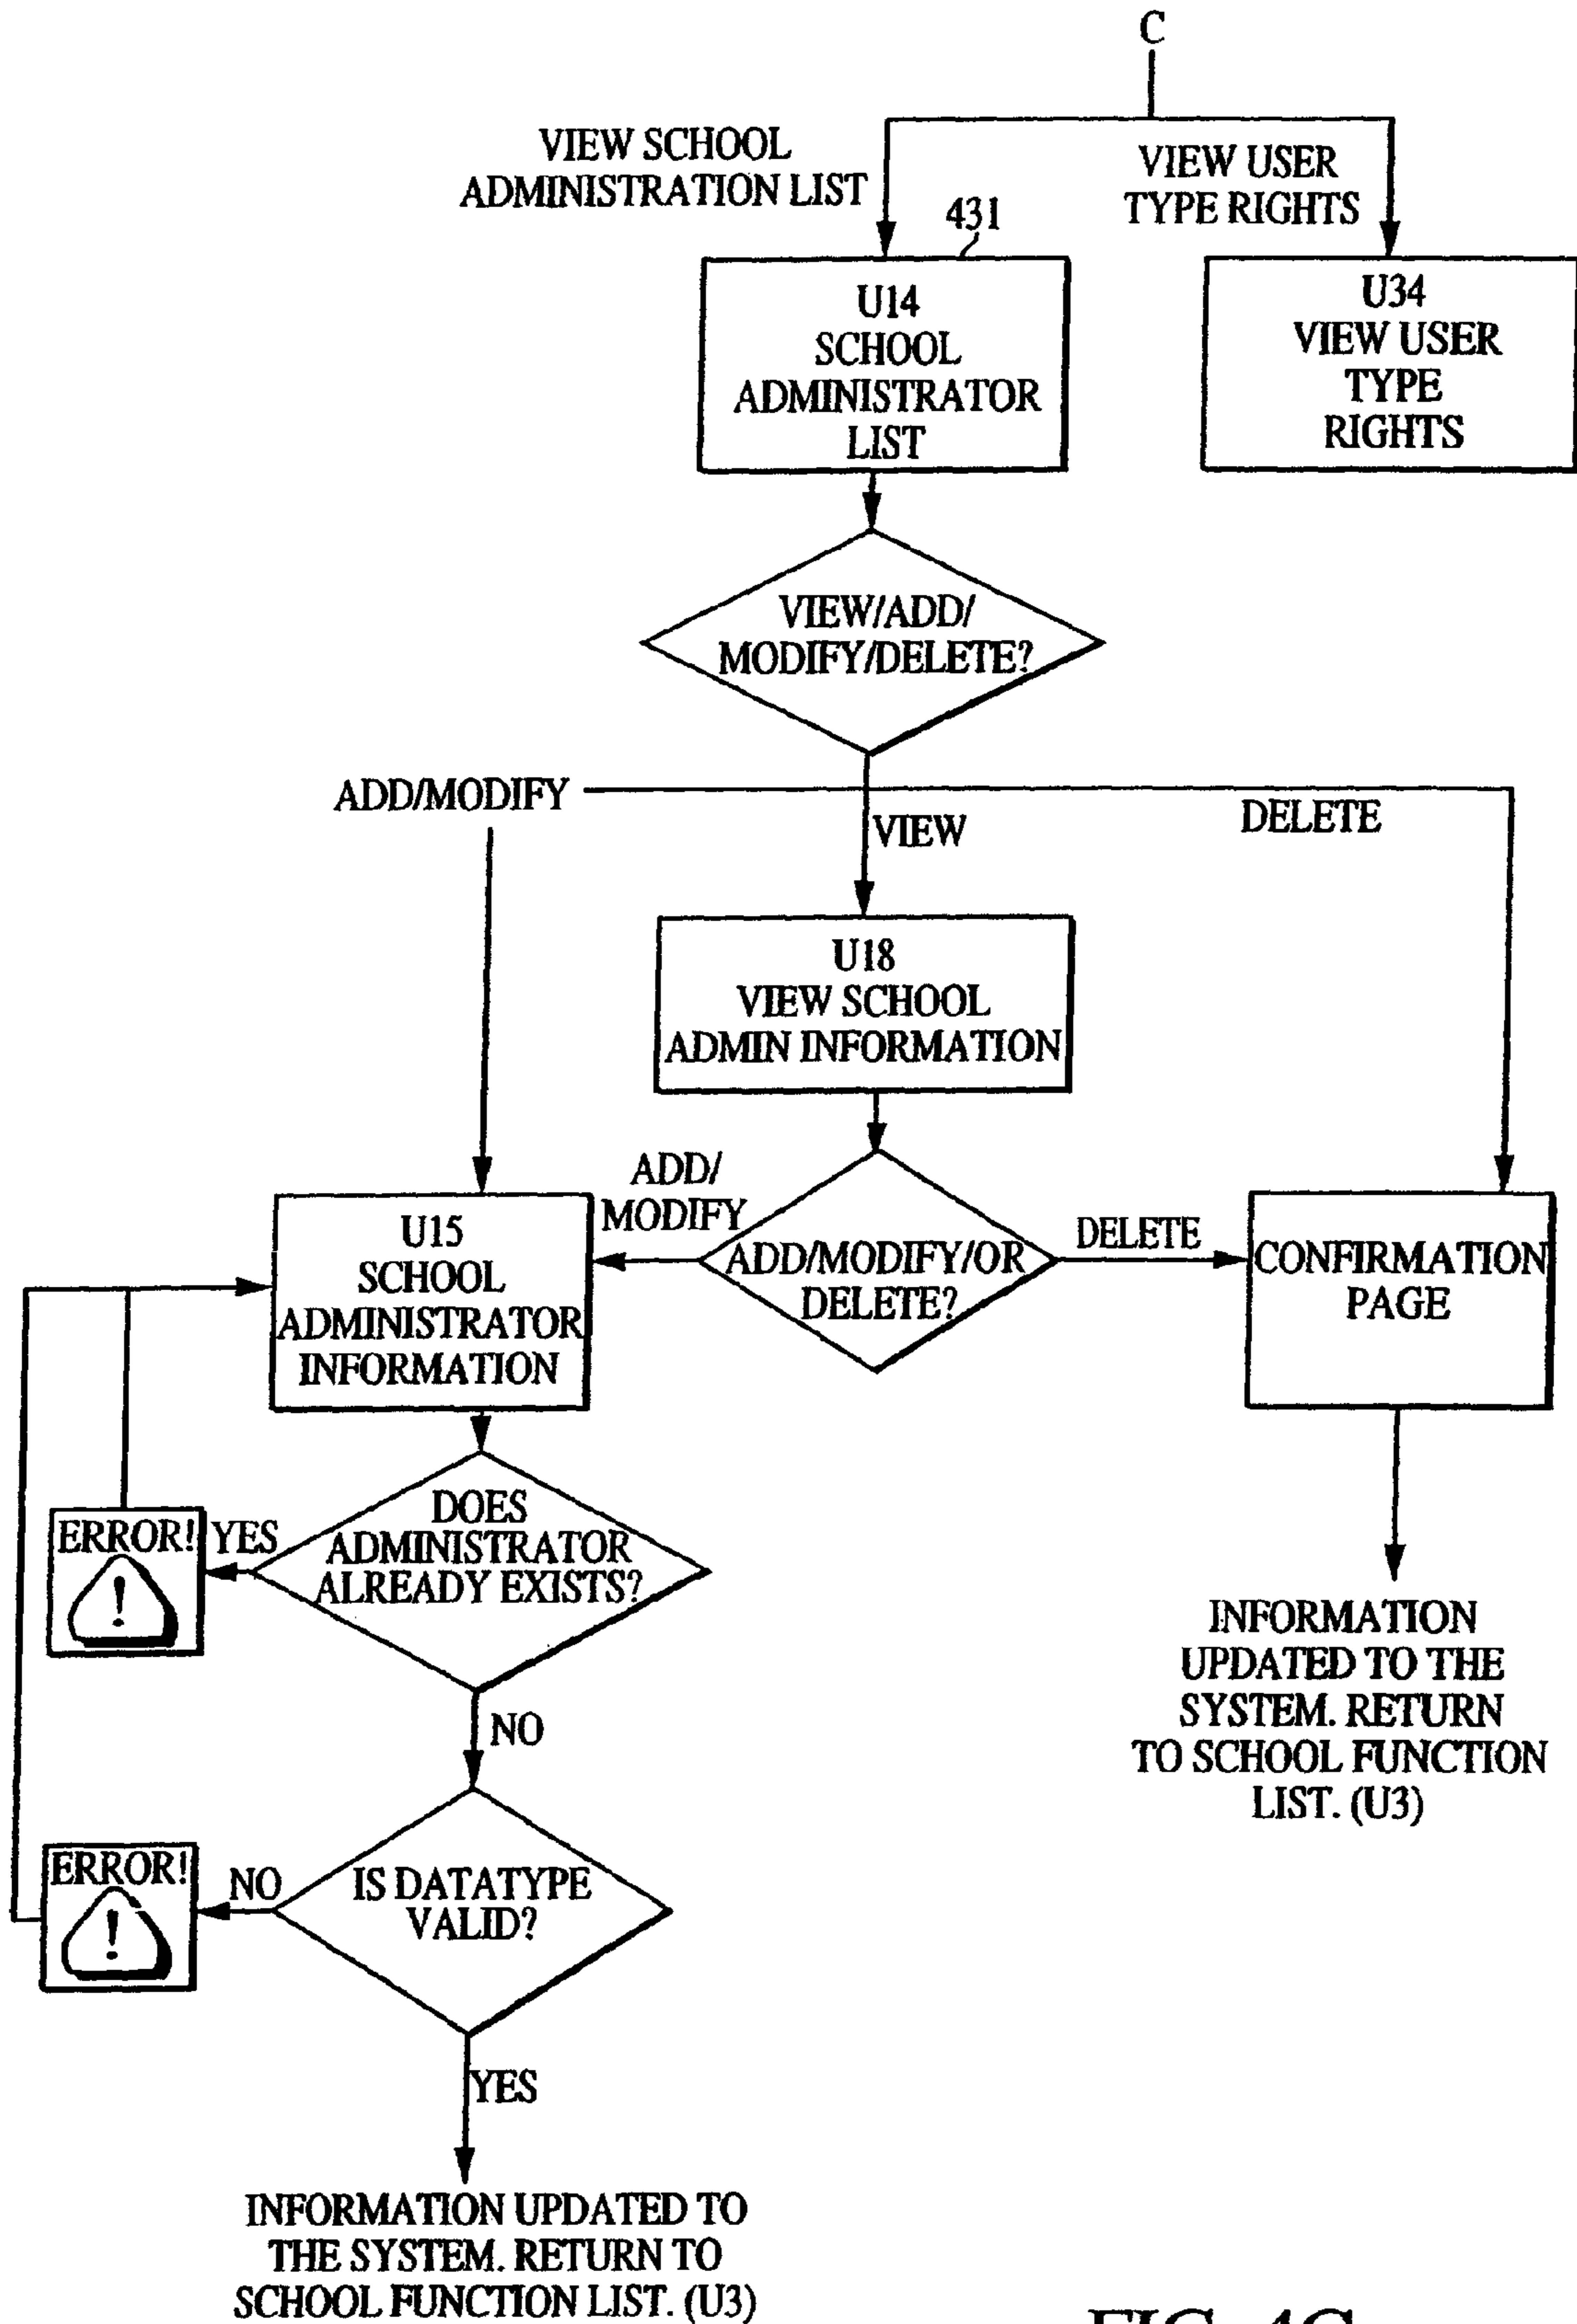 C
VIEW SCHOOL
ADMINISTRATION LIST
VIEW USER
TYPE RIGHTS
431
U14
SCHOOL
ADMINISTRATOR
LIST
U34
VIEW USER
TYPE
RIGHTS
VIEW/ADD/
MODIFY/DELETE?
ADD/MODIFY
VIEW
DELETE
U18
VIEW SCHOOL
ADMIN INFORMATION
ADD/
MODIFY
U15
SCHOOL
ADMINISTRATOR
INFORMATION
ADD/MODIFY/OR
DELETE?
DELETE
CONFIRMATION
PAGE
ERROR!
!
YES
DOES
ADMINISTRATOR
ALREADY EXISTS?
INFORMATION
UPDATED TO THE
SYSTEM. RETURN
TO SCHOOL FUNCTION
LIST. (U3)
NO
ERROR!
!
NO
IS DATATYPE
VALID?
YES
INFORMATION UPDATED TO
THE SYSTEM. RETURN TO
SCHOOL FUNCTION LIST. (U3)